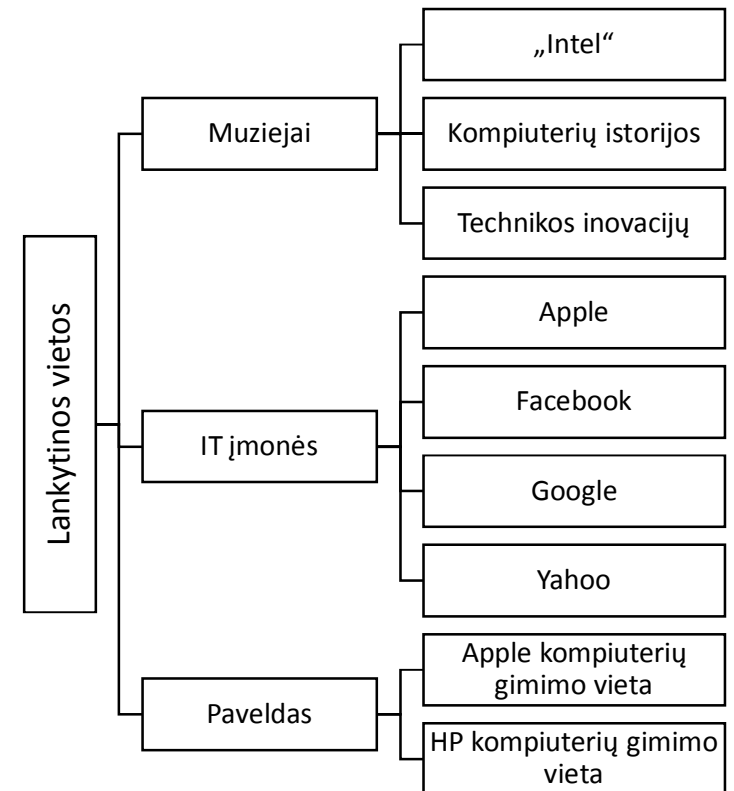 Lankytinos vietos
Muziejai
„Intel“
Kompiuterių istorijos
Technikos inovacijų
IT įmonės
Apple
Facebook
Google
Yahoo
Paveldas
Apple kompiuterių
gimimo vieta
HP kompiuterių gimimo
vieta